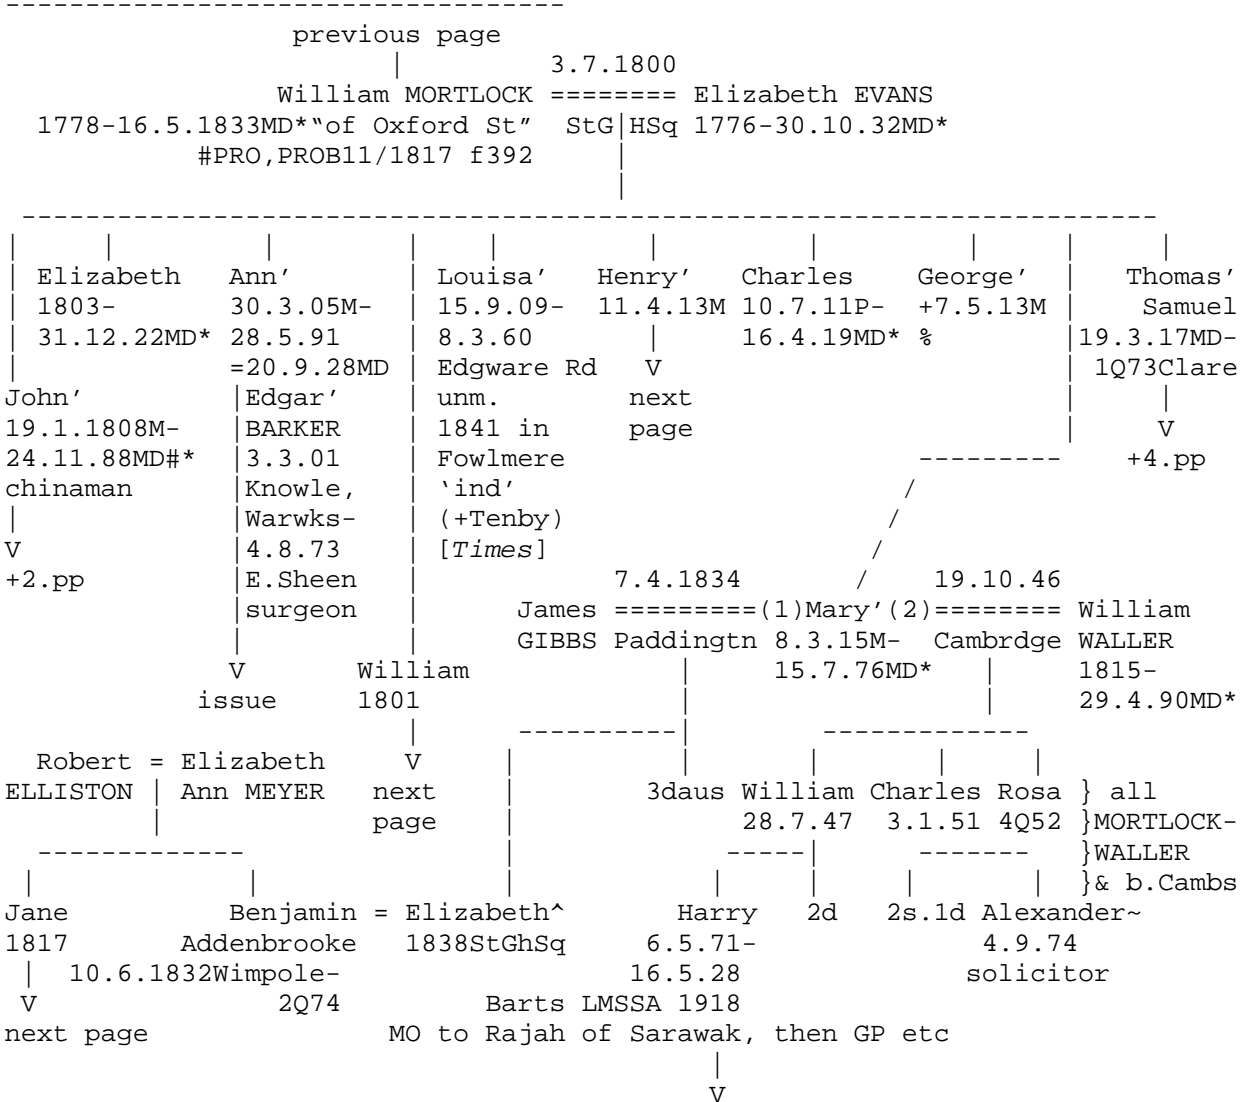 previous page
3.7.1800
William MORTLOCK ======== Elizabeth EVANS
1778-16.5.1833MD*“of Oxford St” StG|HSq 1776-30.10.32MD*
#PRO,PROB11/1817 f392
Elizabeth Ann’ Louisa’ Henry’ Charles George’ Thomas’
1803- 30.3.05M- 15.9.09- 11.4.13M 10.7.11P- +7.5.13M Samuel
31.12.22MD* 28.5.91 8.3.60 16.4.19MD* % 19.3.17MD-
=20.9.28MD Edgware Rd V 1Q73Clare
John’ Edgar’ unm. next
19.1.1808M- BARKER 1841 in page V
24.11.88MD#* 3.3.01 Fowlmere +4.pp
chinaman Knowle, ‘ind’
Warwks- (+Tenby)
V 4.8.73 [Times]
+2.pp E.Sheen 7.4.1834 19.10.46
surgeon James =========(1)Mary’(2)======== William
GIBBS Paddingtn 8.3.15M- Cambrdge WALLER
V William 15.7.76MD* 1815-
issue 1801 29.4.90MD*
Robert = Elizabeth V
ELLISTON Ann MEYER next 3daus William Charles Rosa } all
page 28.7.47 3.1.51 4Q52 }MORTLOCK-
}WALLER
}& b.Cambs
Jane Benjamin = Elizabeth^ Harry 2d 2s.1d Alexander~
1817 Addenbrooke 1838StGhSq 6.5.71- 4.9.74
10.6.1832Wimpole- 16.5.28 solicitor
V 2Q74 Barts LMSSA 1918
next page MO to Rajah of Sarawak, then GP etc
V